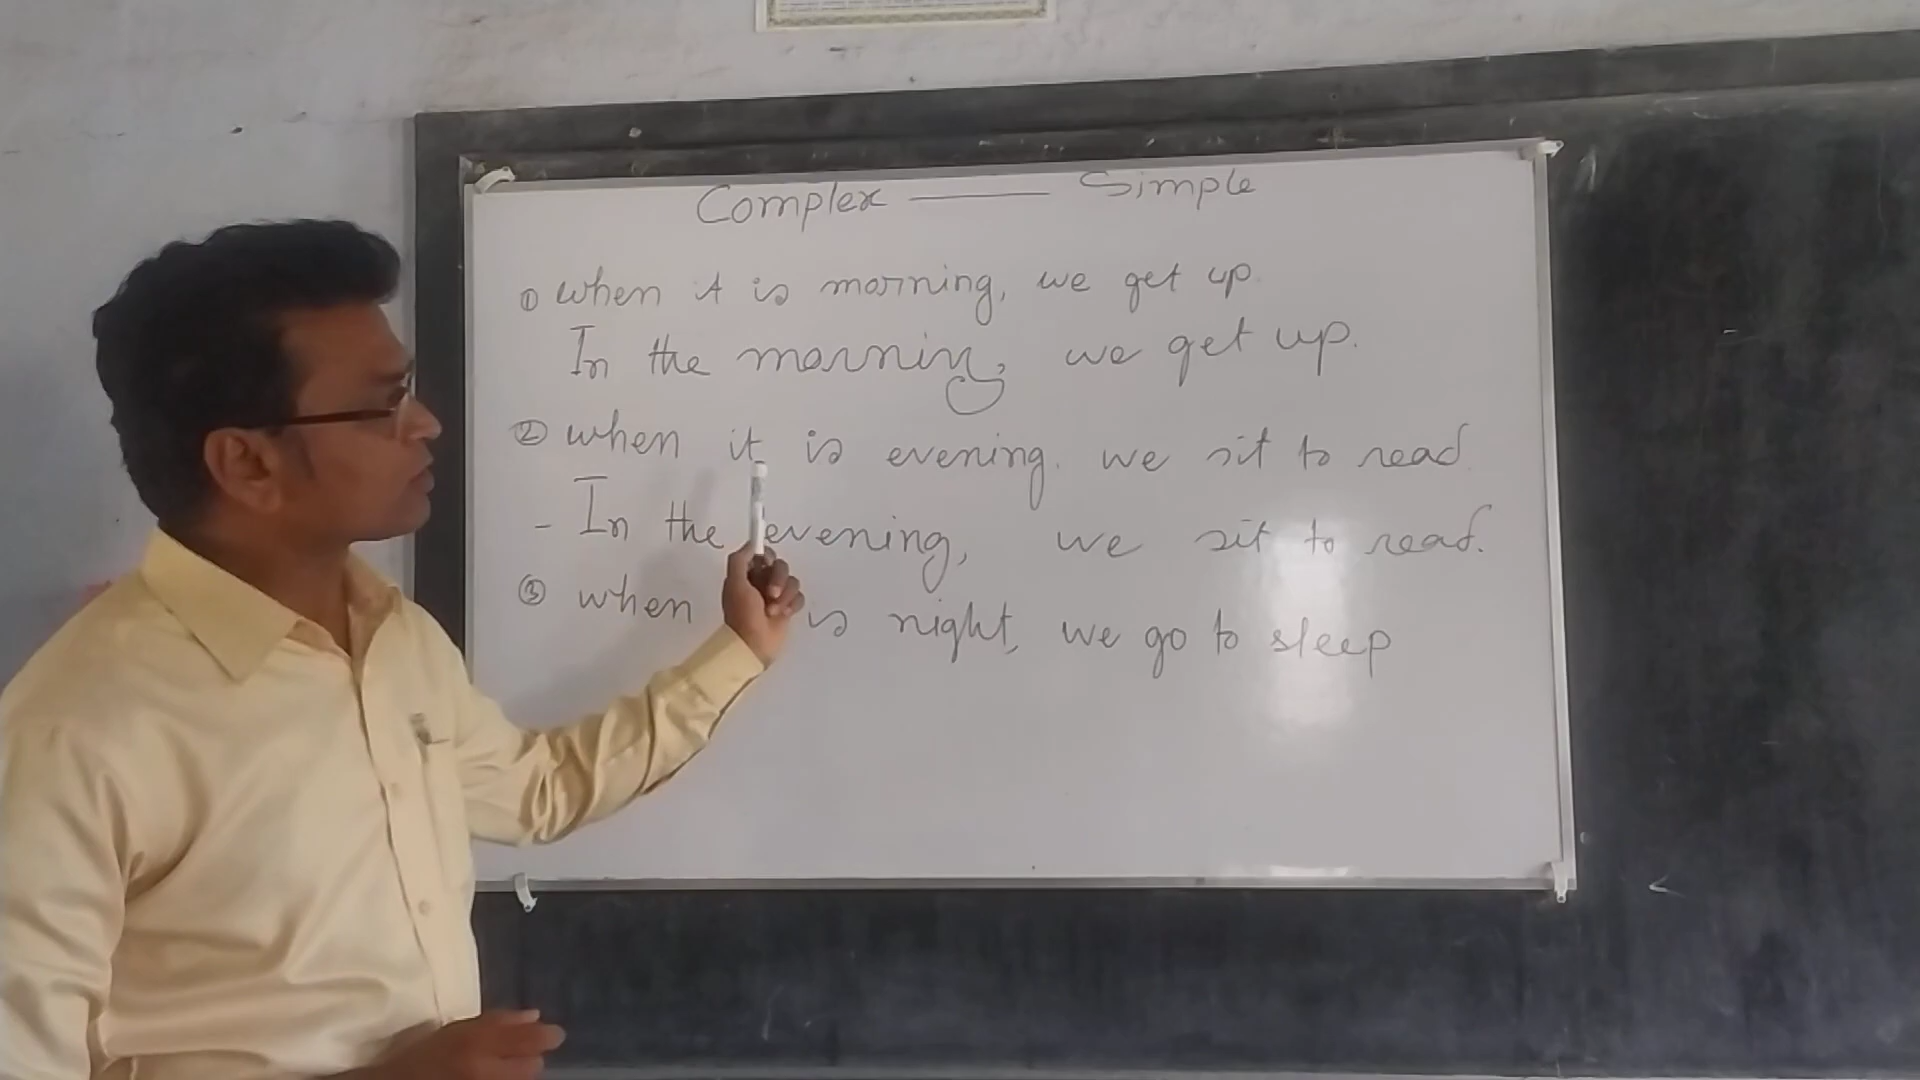 Complex — Simple
① when it is morning, we get up.
In the morning, we get up.
② when it is evening. we sit to read
- In the evening, we sit to read.
③ when is night, we go to sleep